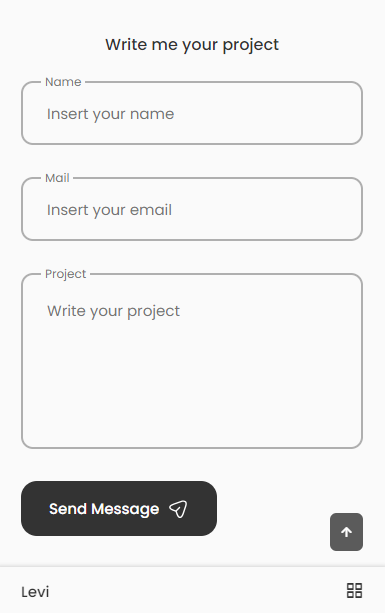 Write me your project
Name
Insert your name
Mail
Insert your email
Project
Write your project
Send Message
Levi